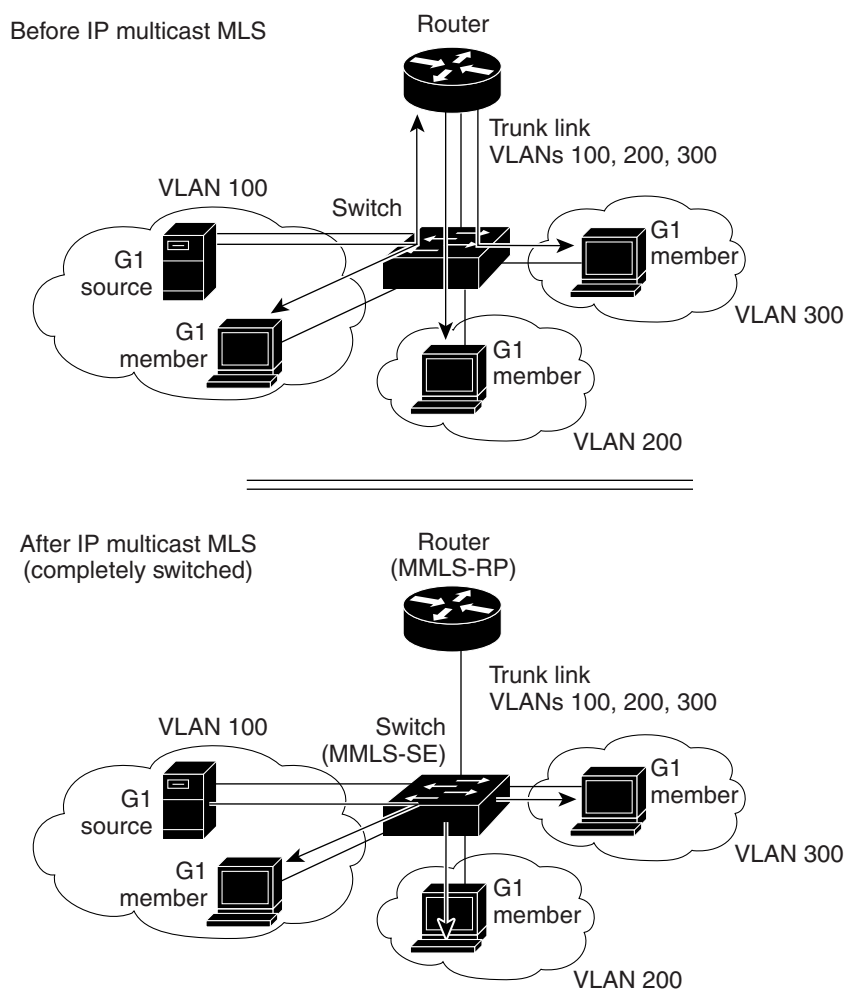 Before IP multicast MLS
Router
Trunk link
VLANs 100, 200, 300
VLAN 100
Switch
G1
source
G1
member
G1
member
VLAN 300
G1
member
VLAN 200
After IP multicast MLS
(completely switched)
Router
(MMLS-RP)
Trunk link
VLANs 100, 200, 300
VLAN 100
Switch
(MMLS-SE)
G1
source
G1
member
G1
member
VLAN 300
G1
member
VLAN 200